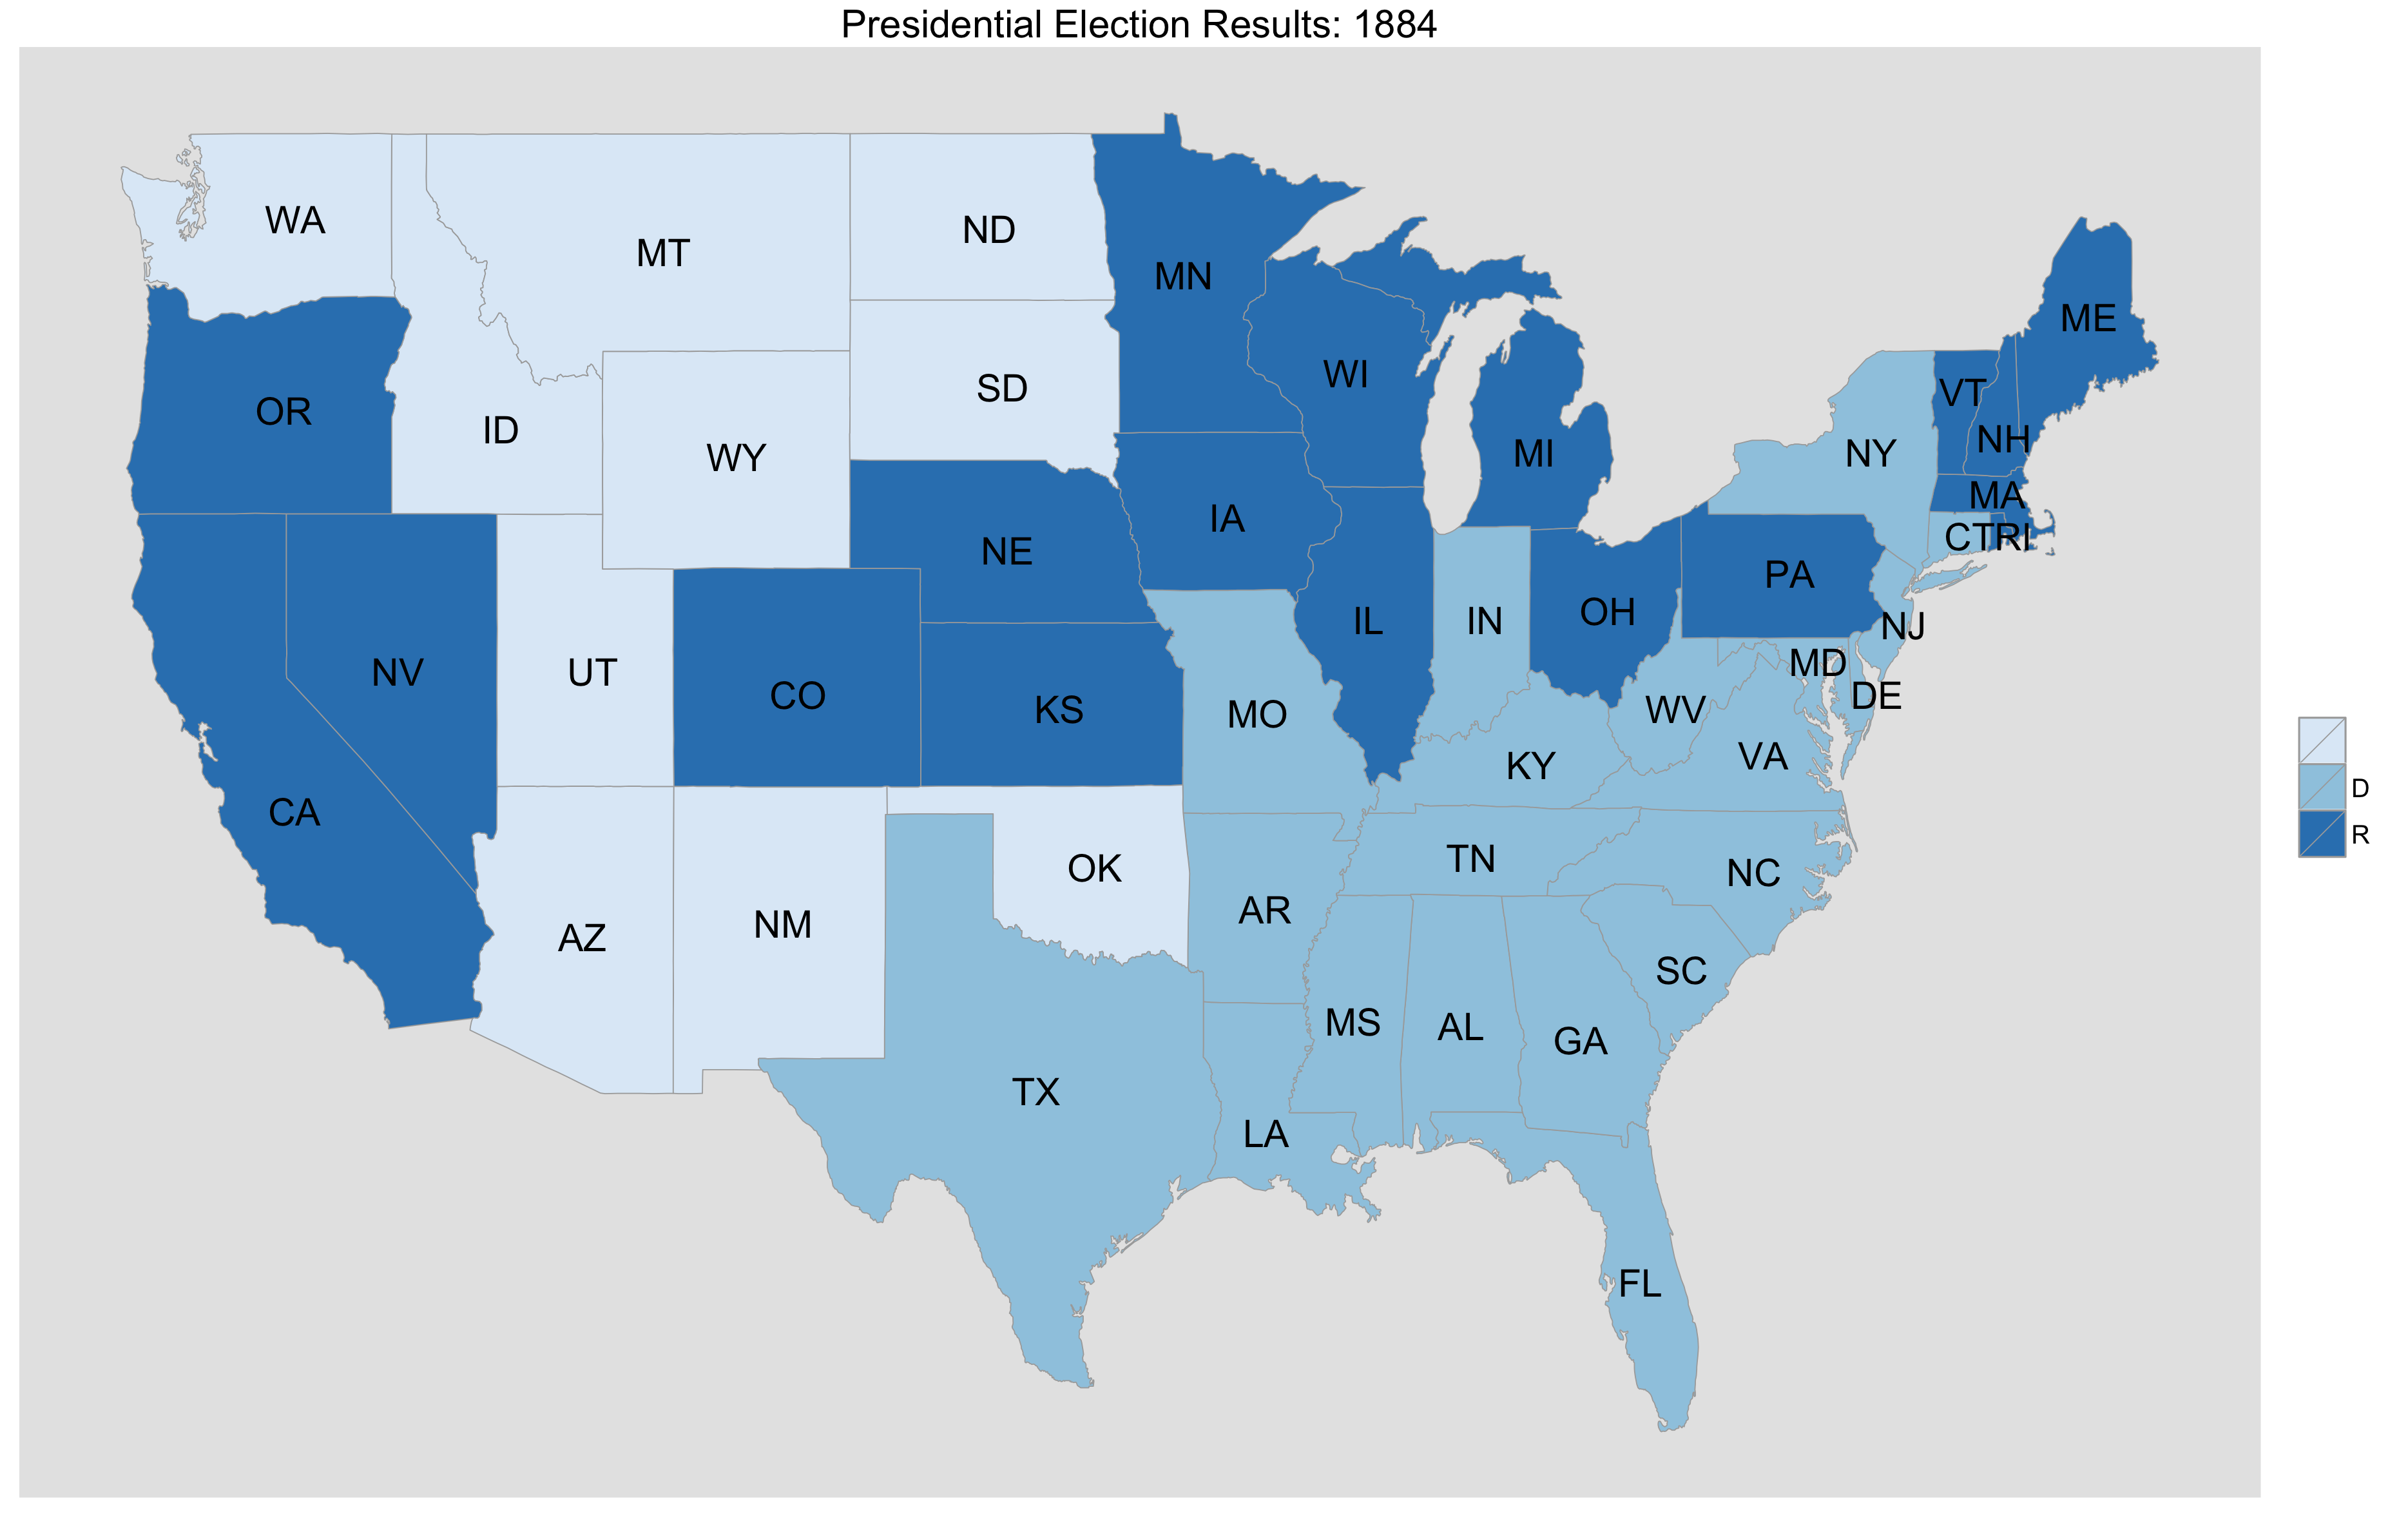 Presidential Election Results: 1884
WA
MT
ND
MN
ME
OR
ID
WY
SD
WI
MI
NY
VT
NH
MA
CT
RI
NE
IA
PA
NJ
NV
UT
CO
KS
MO
IL
IN
OH
WV
MD
DE
VA
KY
CA
AZ
NM
OK
AR
TN
NC
SC
MS
AL
GA
TX
LA
FL
D
R